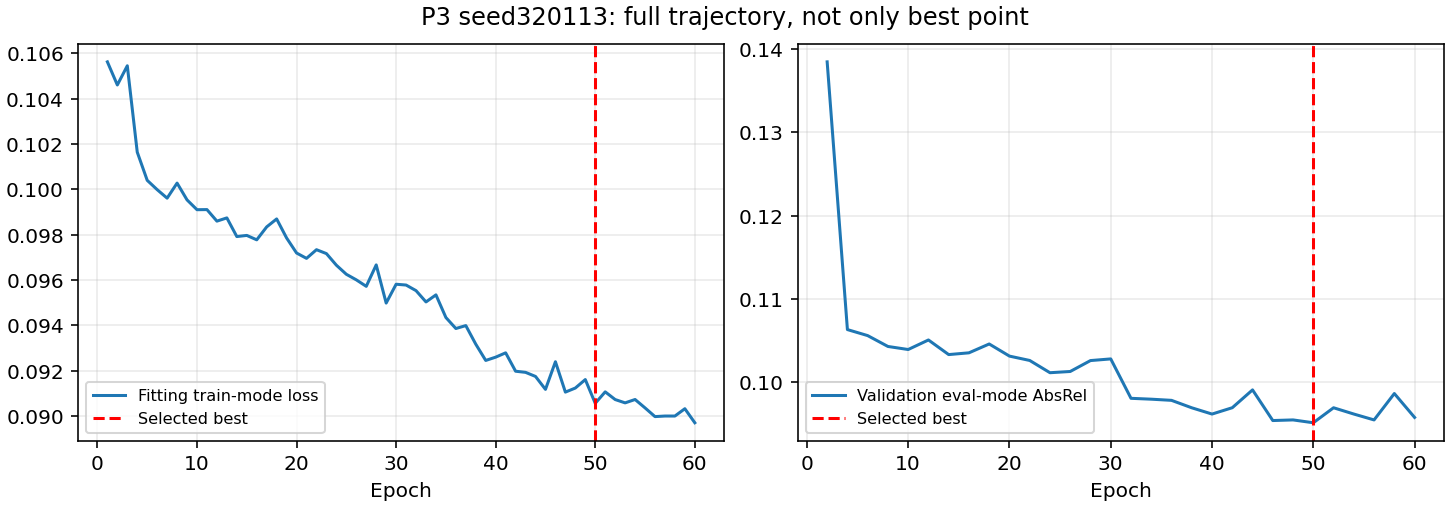 P3 seed320113: full trajectory, not only best point
0.106
0.104
0.102
0.100
0.098
0.096
0.094
0.092
0.090
Fitting train-mode loss
Selected best
0 10 20 30 40 50 60
Epoch
0.14
0.13
0.12
0.11
0.10
Validation eval-mode AbsRel
Selected best
0 10 20 30 40 50 60
Epoch